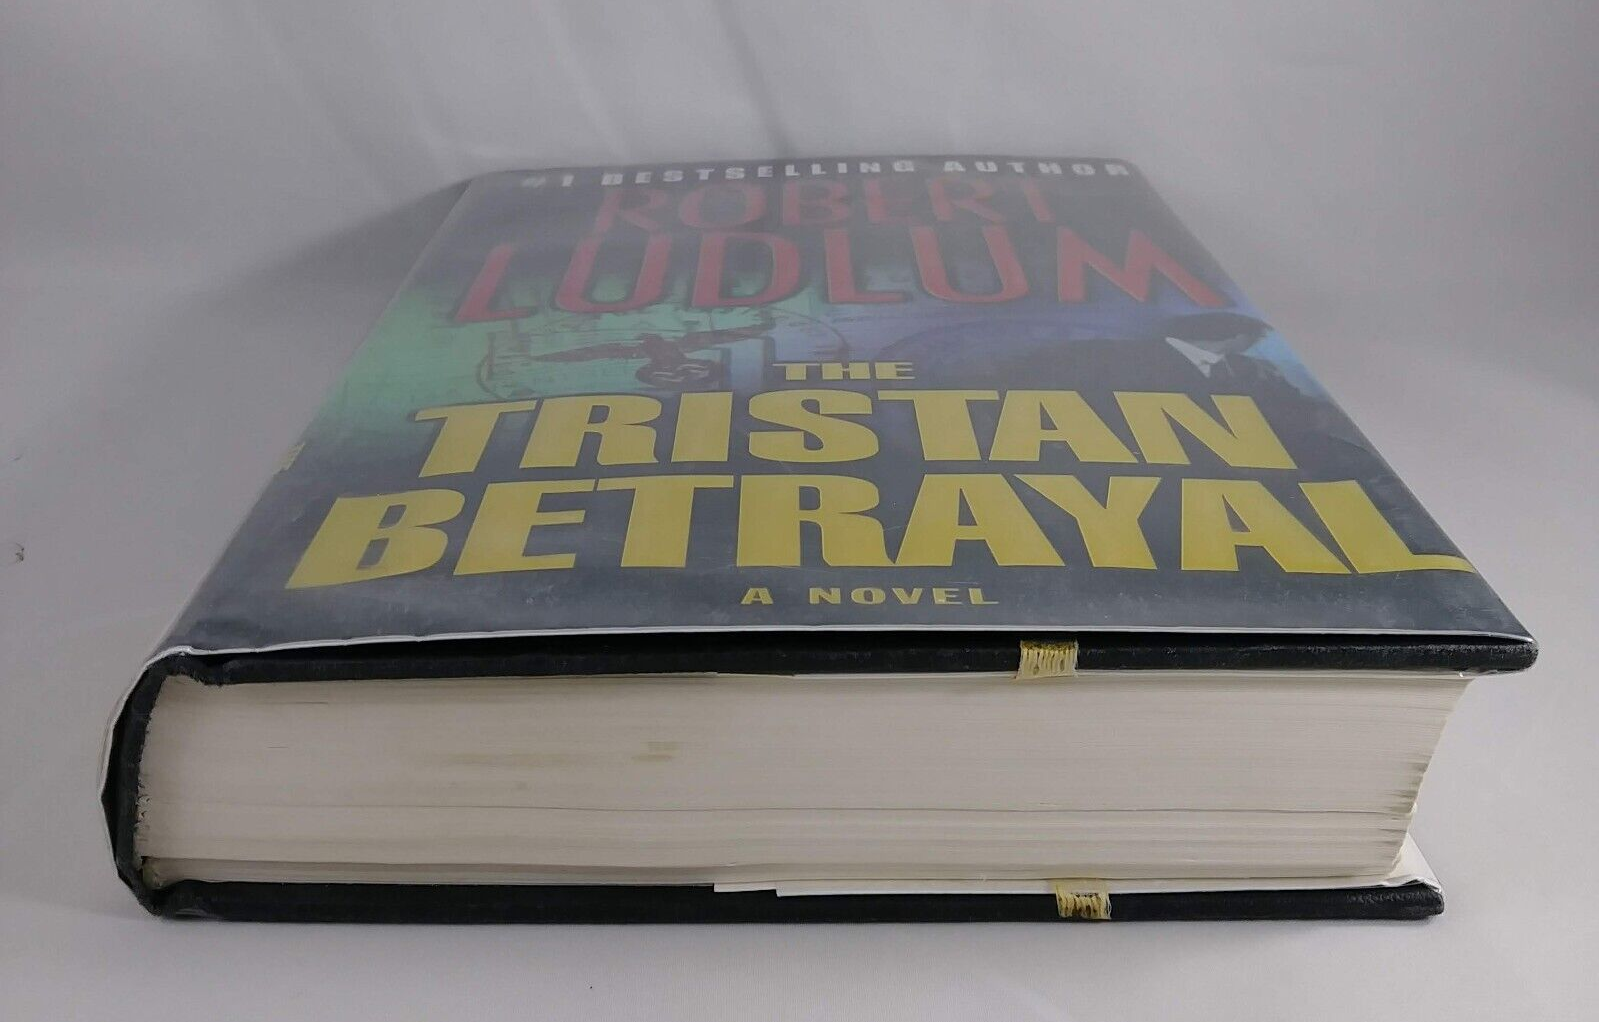 #1 BESTSELLING AUTHOR
ROBERT
LUDLUM
THE
TRISTAN
BETRAYAL
A NOVEL